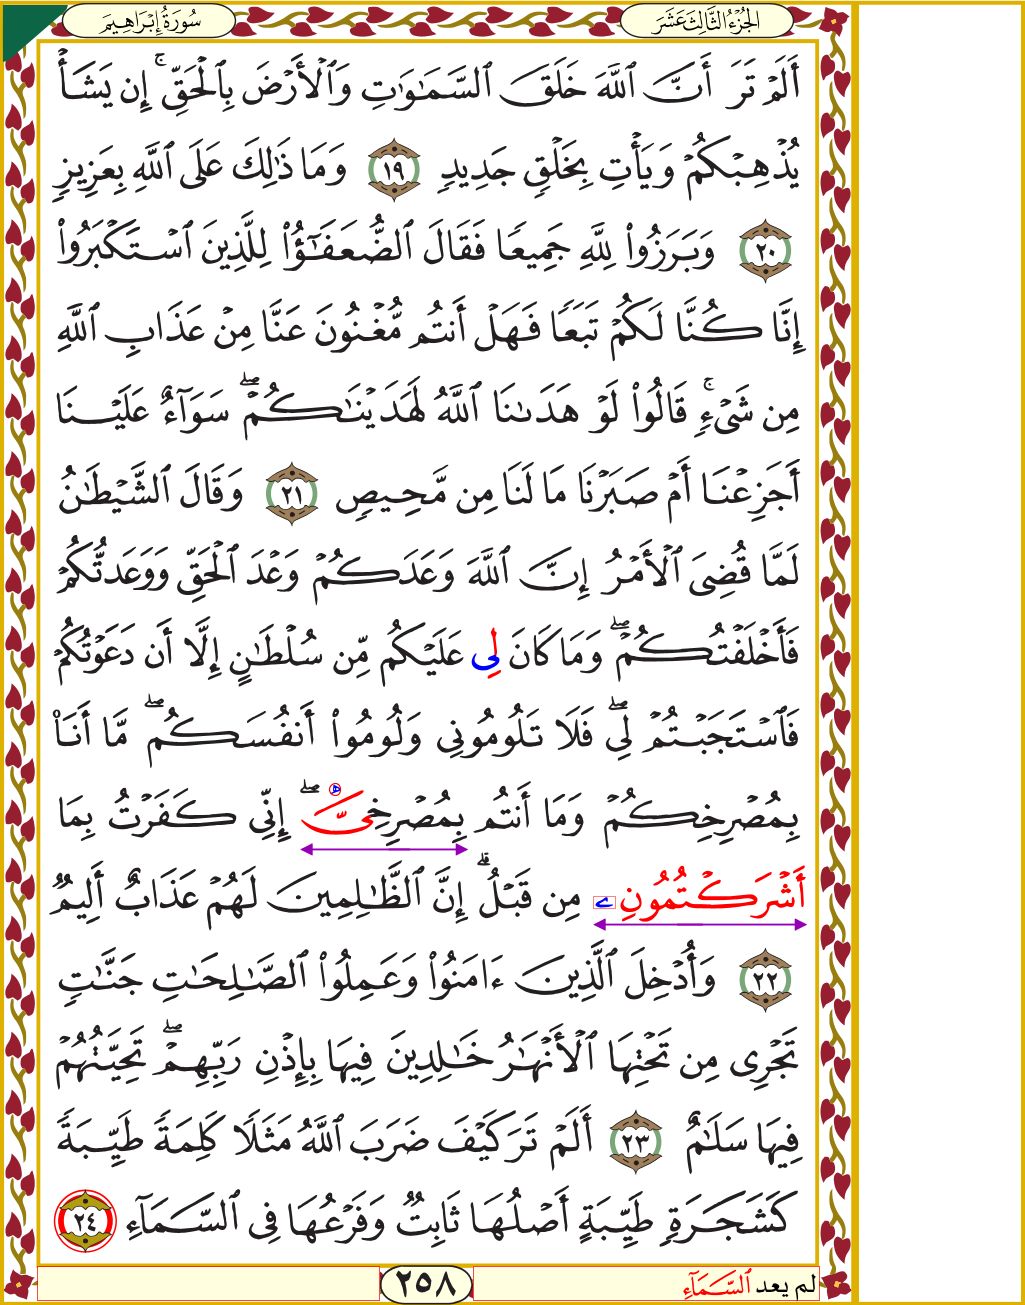 سُورَةُ إِبْرَاهِيمَ
الجُزْءُ الثَّالِثَ عَشَرَ
أَلَمْ تَرَ أَنَّ ٱللَّهَ خَلَقَ ٱلسَّمَـٰوَٰتِ وَٱلْأَرْضَ بِٱلْحَقِّ ۚ إِن يَشَأْ
يُذْهِبْكُمْ وَيَأْتِ بِخَلْقٍ جَدِيدٍ ١٩ وَمَا ذَٰلِكَ عَلَى ٱللَّهِ بِعَزِيزٍ
٢٠ وَبَرَزُوا۟ لِلَّهِ جَمِيعًا فَقَالَ ٱلضُّعَفَـٰٓؤُا۟ لِلَّذِينَ ٱسْتَكْبَرُوٓا۟
إِنَّا كُنَّا لَكُمْ تَبَعًا فَهَلْ أَنتُم مُّغْنُونَ عَنَّا مِنْ عَذَابِ ٱللَّهِ
مِن شَىْءٍ ۚ قَالُوا۟ لَوْ هَدَىٰنَا ٱللَّهُ لَهَدَيْنَـٰكُمْ ۖ سَوَآءٌ عَلَيْنَآ
أَجَزِعْنَآ أَمْ صَبَرْنَا مَا لَنَا مِن مَّحِيصٍ ٢١ وَقَالَ ٱلشَّيْطَـٰنُ
لَمَّا قُضِىَ ٱلْأَمْرُ إِنَّ ٱللَّهَ وَعَدَكُمْ وَعْدَ ٱلْحَقِّ وَوَعَدتُّكُمْ
فَأَخْلَفْتُكُمْ ۖ وَمَا كَانَ لِى عَلَيْكُم مِّن سُلْطَـٰنٍ إِلَّآ أَن دَعَوْتُكُمْ
فَٱسْتَجَبْتُمْ لِى ۖ فَلَا تَلُومُونِى وَلُومُوٓا۟ أَنفُسَكُم ۖ مَّآ أَنَا۠
بِمُصْرِخِكُمْ وَمَآ أَنتُم بِمُصْرِخِىَّ ۖ إِنِّى كَفَرْتُ بِمَآ
أَشْرَكْتُمُونِ ے مِن قَبْلُ ۗ إِنَّ ٱلظَّـٰلِمِينَ لَهُمْ عَذَابٌ أَلِيمٌ
٢٢ وَأُدْخِلَ ٱلَّذِينَ ءَامَنُوا۟ وَعَمِلُوا۟ ٱلصَّـٰلِحَـٰتِ جَنَّـٰتٍ
تَجْرِى مِن تَحْتِهَا ٱلْأَنْهَـٰرُ خَـٰلِدِينَ فِيهَا بِإِذْنِ رَبِّهِمْ ۖ تَحِيَّتُهُمْ
فِيهَا سَلَـٰمٌ ٢٣ أَلَمْ تَرَ كَيْفَ ضَرَبَ ٱللَّهُ مَثَلًا كَلِمَةً طَيِّبَةً
كَشَجَرَةٍ طَيِّبَةٍ أَصْلُهَا ثَابِتٌ وَفَرْعُهَا فِى ٱلسَّمَآءِ ٢٤
لم يعد ٱلسَّمَآءِ
٢٥٨